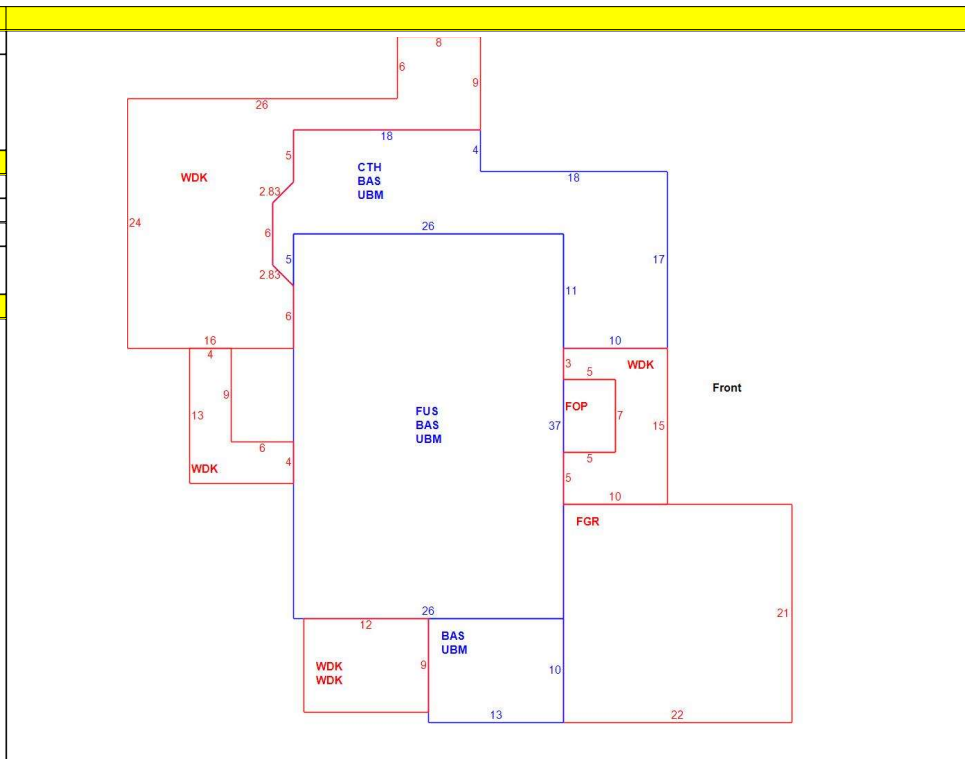 8
6
9
26
18
4
5
CTH
BAS
UBM
WDK
18
2.83
24
6
26
5
17
2.83
11
6
16
4
10
3
WDK
5
9
13
FOP
7
FUS
BAS
UBM
37
15
Front
6
4
5
WDK
5
10
FGR
26
12
21
BAS
UBM
WDK
WDK
9
10
13
22